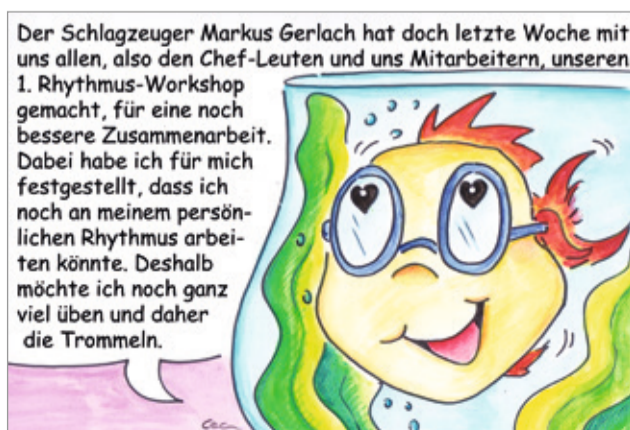 Der Schlagzeuger Markus Gerlach hat doch letzte Woche mit
uns allen, also den Chef-Leuten und uns Mitarbeitern, unseren
1. Rhythmus-Workshop
gemacht, für eine noch
bessere Zusammenarbeit.
Dabei habe ich für mich
festgestellt, dass ich
noch an meinem persön-
lichen Rhythmus arbei-
ten könnte. Deshalb
möchte ich noch ganz
viel üben und daher
die Trommeln.